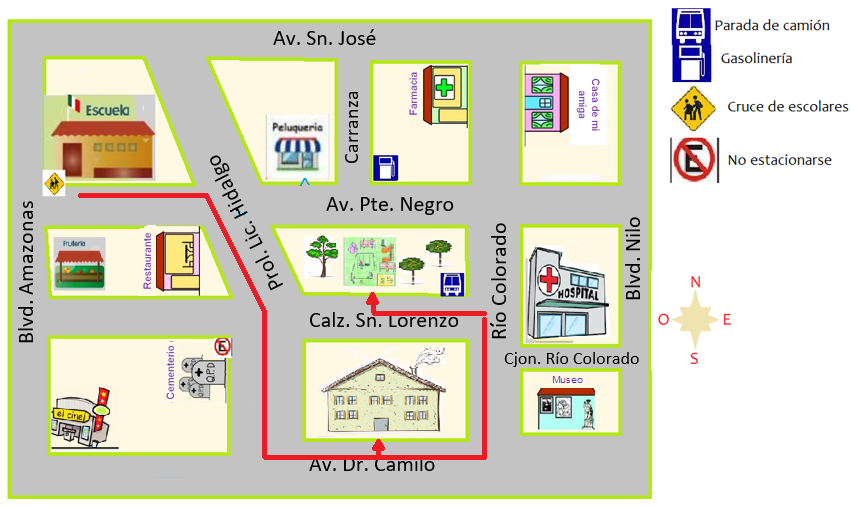 Av. Sn. José
Parada de camión
Gasolinería
Cruce de escolares
E
No estacionarse
Escuela
Peluqueria
Carranza
Farmacia
Casa de mi
amiga
Prol. Lic. Hidalgo
Av. Pte. Negro
Blvd. Amazonas
Fruteria
Restaurante
Río Colorado
HOSPITAL
Blvd. Nilo
N
O
E
S
Calz. Sn. Lorenzo
Cjon. Río Colorado
Cementerio
E
Q.P.D
Q.P.D
el cine!
Museo
Av. Dr. Camilo